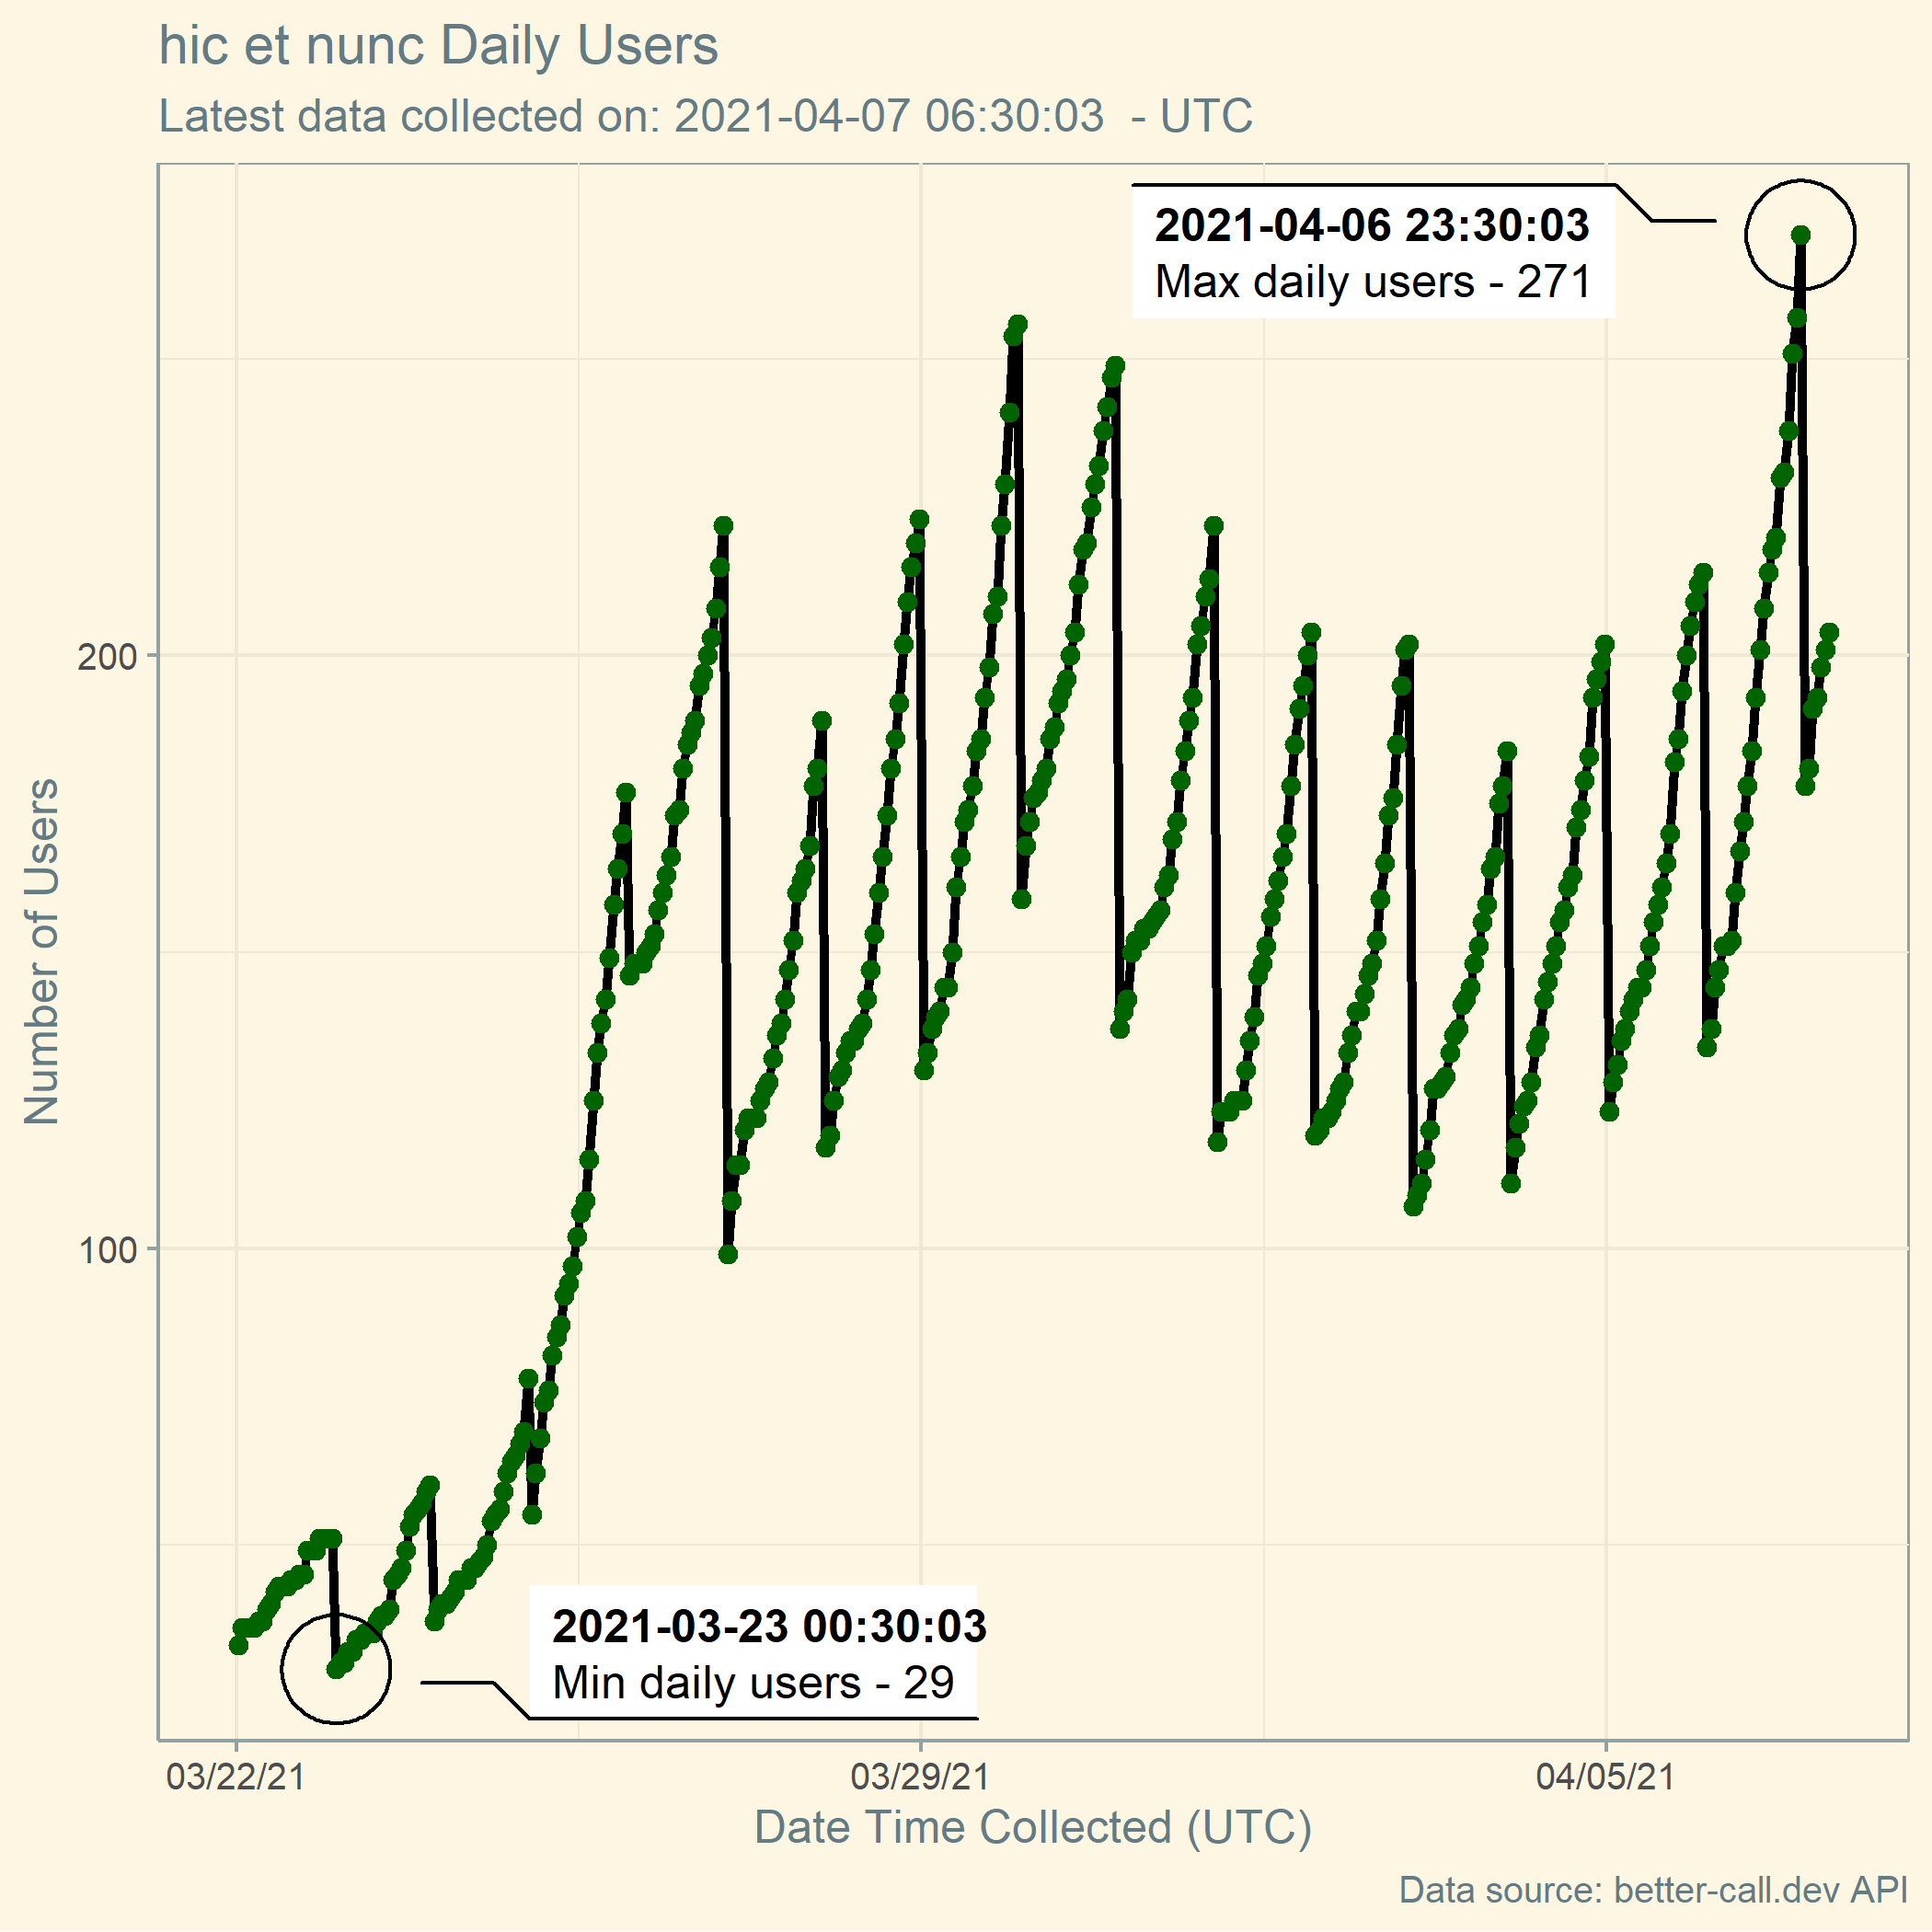 hic et nunc Daily Users
Latest data collected on: 2021-04-07 06:30:03 - UTC
2021-04-06 23:30:03
Max daily users - 271
200
Number of Users
100
2021-03-23 00:30:03
Min daily users - 29
03/22/21
03/29/21
04/05/21
Date Time Collected (UTC)
Data source: better-call.dev API